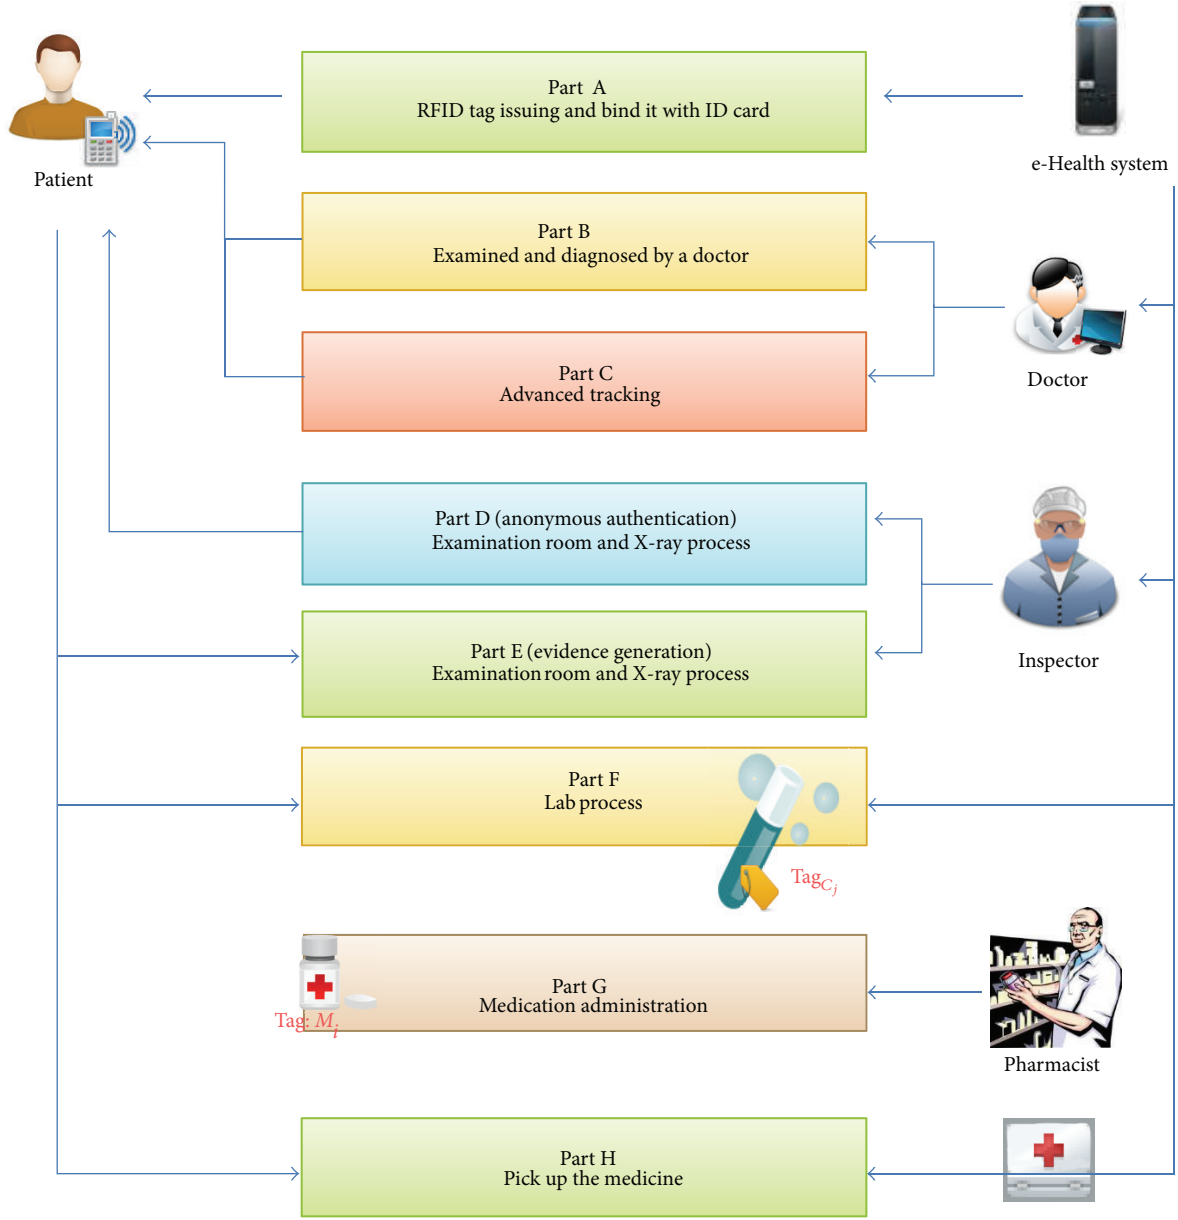 Part A
RFID tag issuing and bind it with ID card
e-Health system
Patient
Part B
Examined and diagnosed by a doctor
Part C
Advanced tracking
Doctor
Part D (anonymous authentication)
Examination room and X-ray process
Part E (evidence generation)
Examination room and X-ray process
Inspector
Part F
Lab process
Tag_{C_j}
Part G
Medication administration
Tag: M_i
Pharmacist
Part H
Pick up the medicine